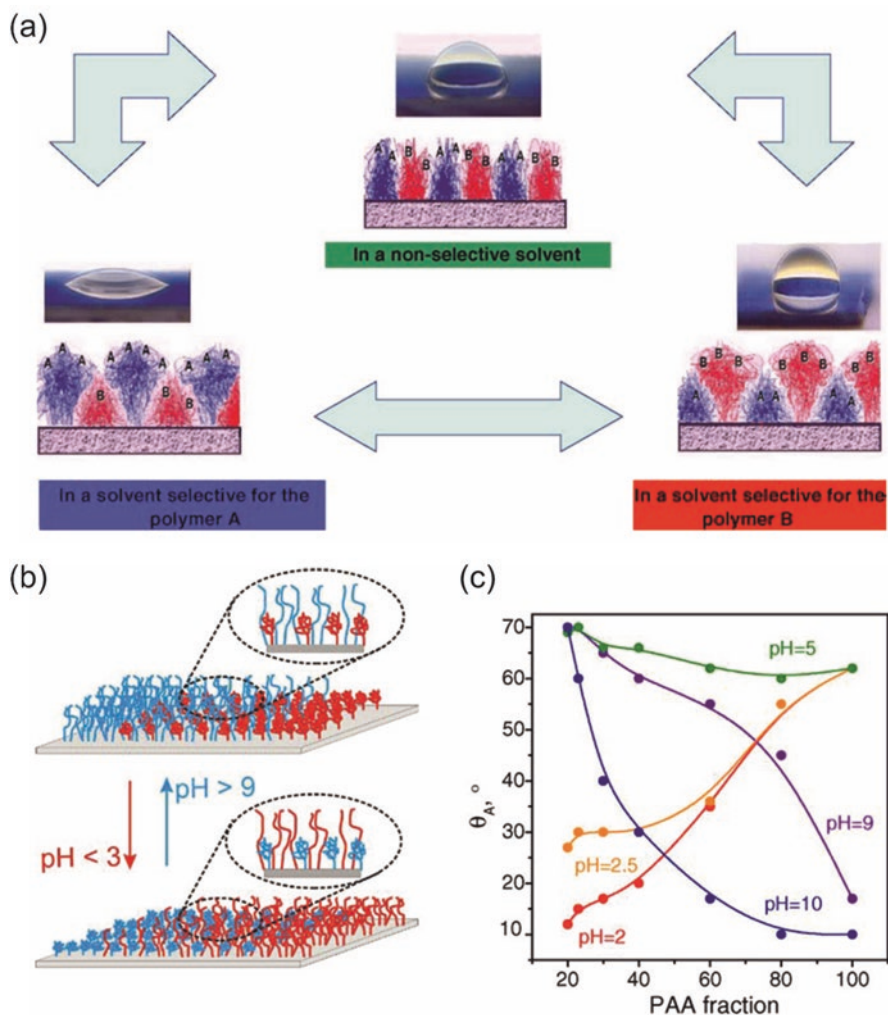 (a)
A A B B A A B B A A B B
In a non-selective solvent
A A A A A A A A A
B B B
In a solvent selective for the
polymer A
B B B B B B B B
A A A A A
In a solvent selective for the
polymer B
(b)
pH < 3
pH > 9
(c)
θA, °
70
60
50
40
30
20
10
pH=5
pH=9
pH=2.5
pH=10
pH=2
20
40
60
80
100
PAA fraction